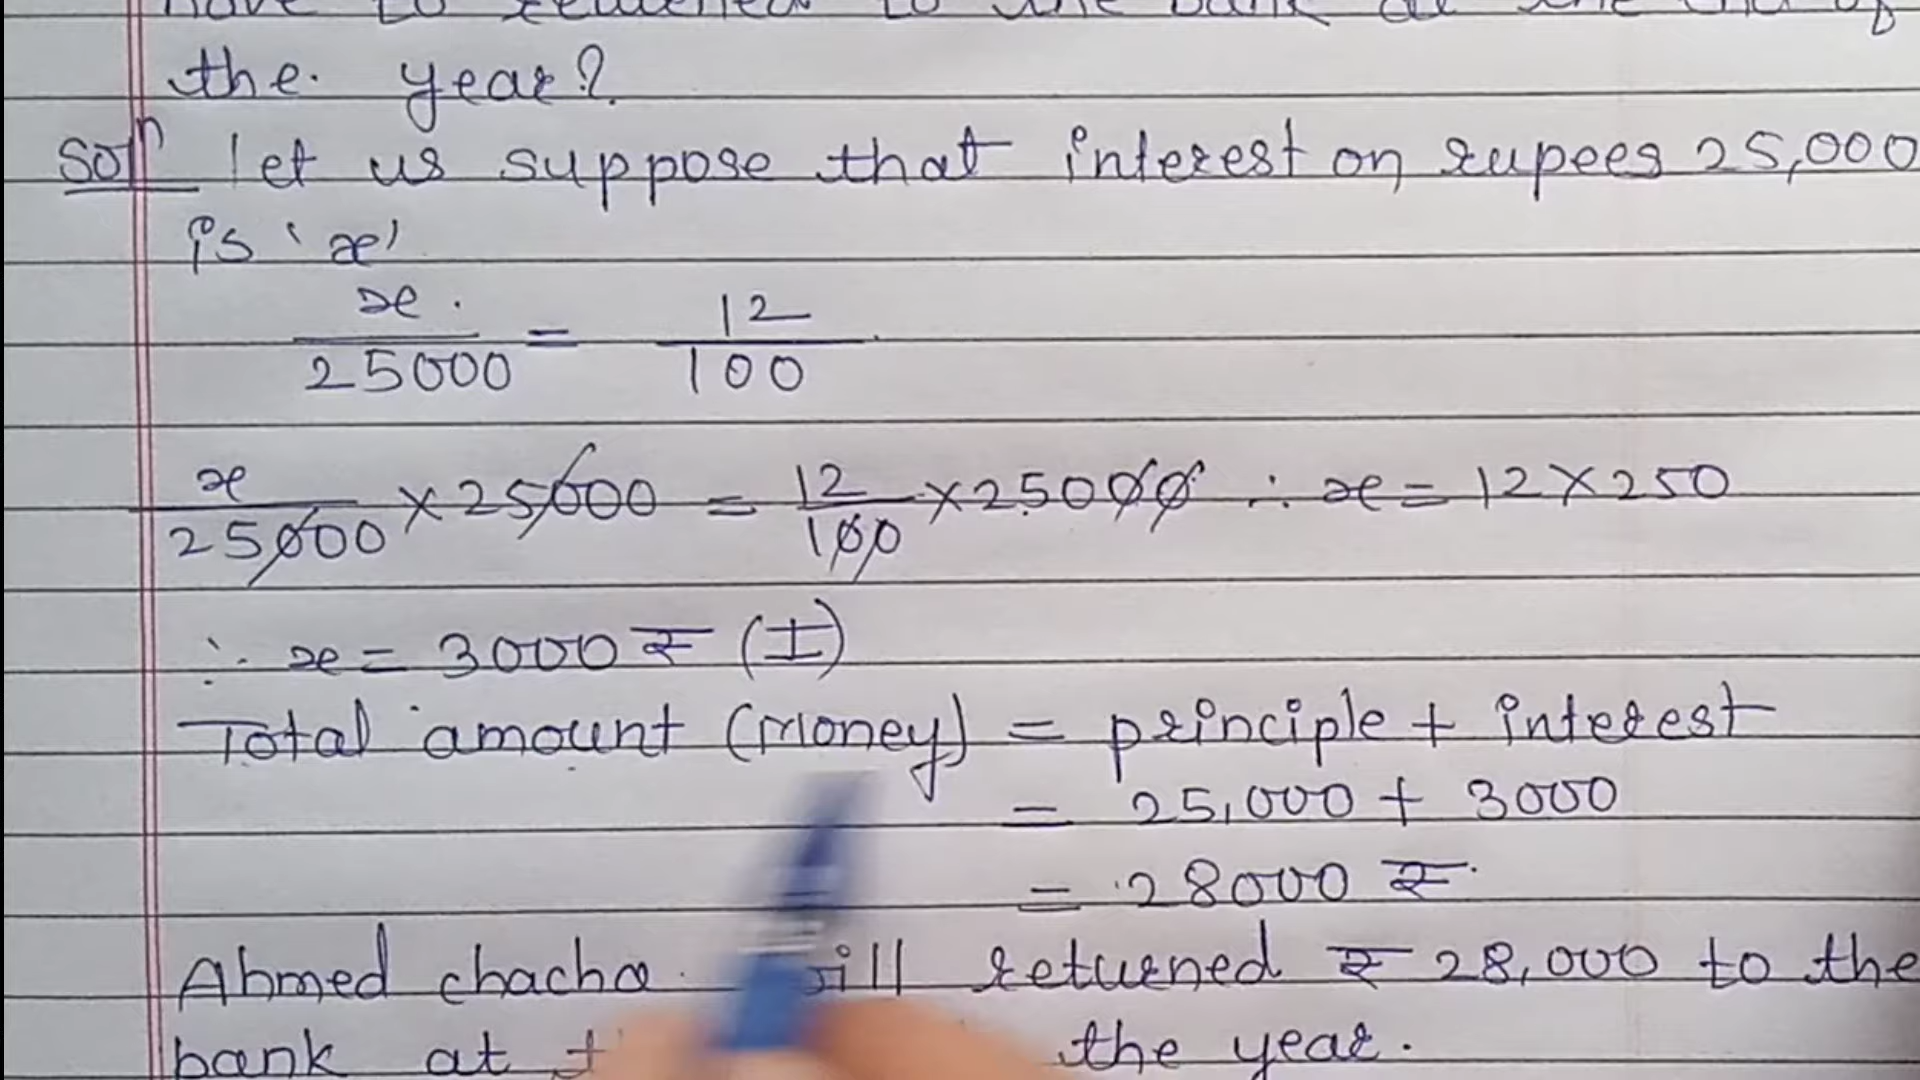 the year?
Solⁿ let us suppose that interest on rupees 25,000
is 'x'
x/25000 = 12/100
x/25000 × 25000 = 12/100 × 25000 ∴ x = 12 × 250
∴ x = 3000 ₹ (I)
Total amount (Money) = principle + interest
= 25,000 + 3000
= 28000 ₹
Ahmed chacha returned ₹ 28,000 to the
bank at the year.